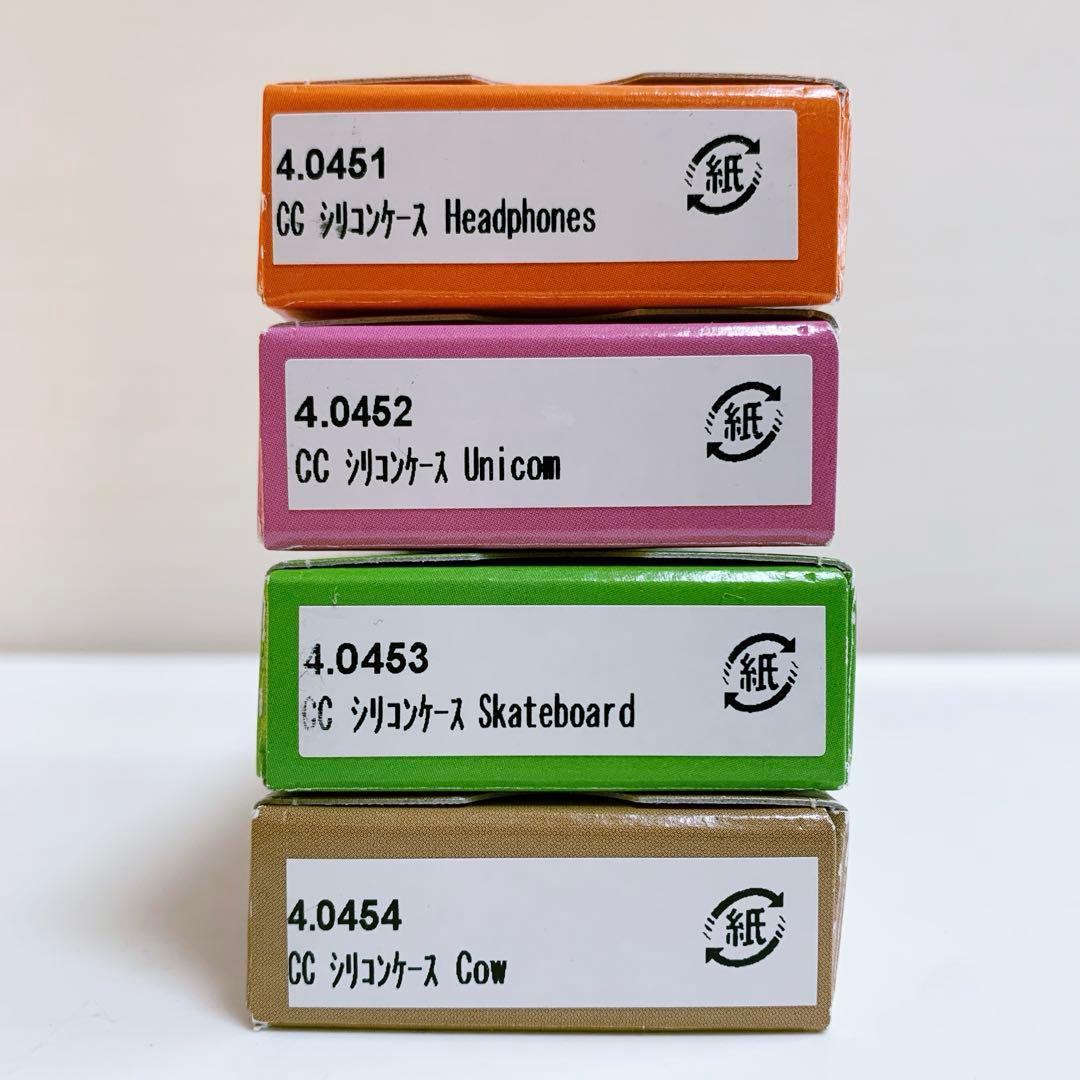 4.0451
紙
CC ｼﾘｺﾝｹｰｽ Headphones
4.0452
紙
CC ｼﾘｺﾝｹｰｽ Unicorn
4.0453
紙
CC ｼﾘｺﾝｹｰｽ Skateboard
4.0454
紙
CC ｼﾘｺﾝｹｰｽ Cow